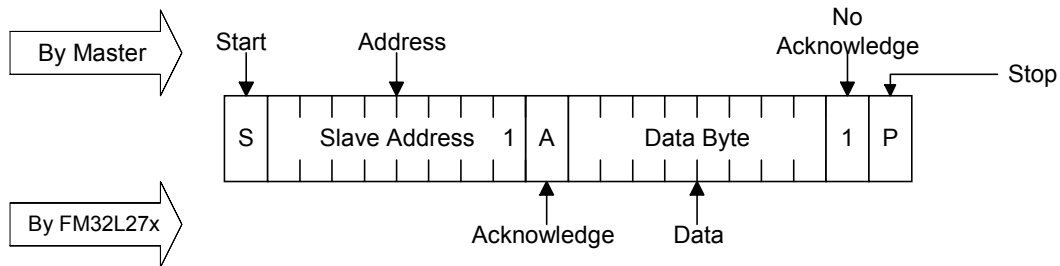 By Master
Start
Address
No
Acknowledge
Stop
S
Slave Address
1
A
Data Byte
1
P
By FM32L27x
Acknowledge
Data